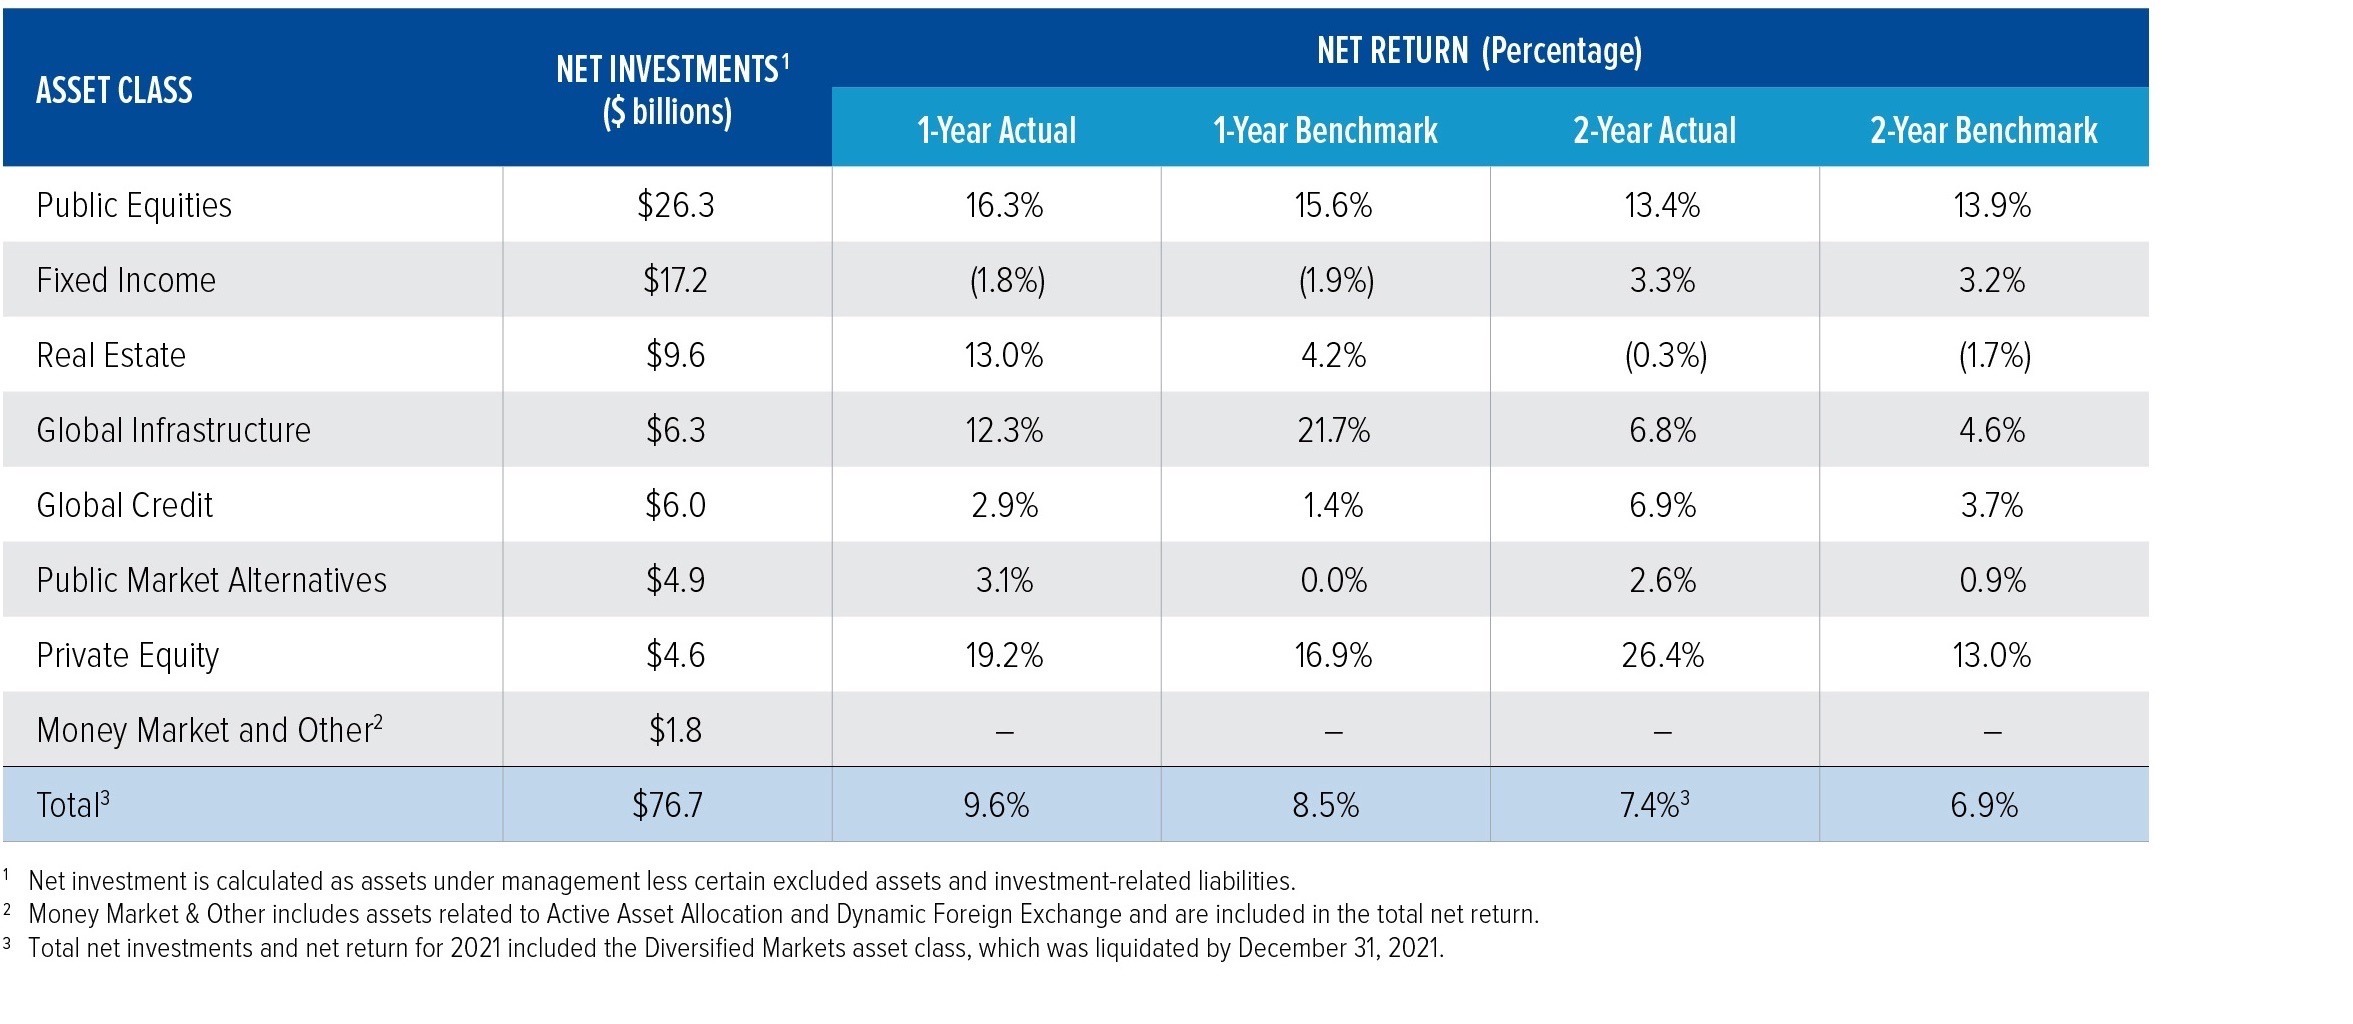 ASSET CLASS
NET INVESTMENTS¹
($ billions)
NET RETURN (Percentage)
1-Year Actual 1-Year Benchmark 2-Year Actual 2-Year Benchmark
Public Equities $26.3 16.3% 15.6% 13.4% 13.9%
Fixed Income $17.2 (1.8%) (1.9%) 3.3% 3.2%
Real Estate $9.6 13.0% 4.2% (0.3%) (1.7%)
Global Infrastructure $6.3 12.3% 21.7% 6.8% 4.6%
Global Credit $6.0 2.9% 1.4% 6.9% 3.7%
Public Market Alternatives $4.9 3.1% 0.0% 2.6% 0.9%
Private Equity $4.6 19.2% 16.9% 26.4% 13.0%
Money Market and Other² $1.8 – – – –
Total³ $76.7 9.6% 8.5% 7.4%³ 6.9%
¹ Net investment is calculated as assets under management less certain excluded assets and investment-related liabilities.
² Money Market & Other includes assets related to Active Asset Allocation and Dynamic Foreign Exchange and are included in the total net return.
³ Total net investments and net return for 2021 included the Diversified Markets asset class, which was liquidated by December 31, 2021.